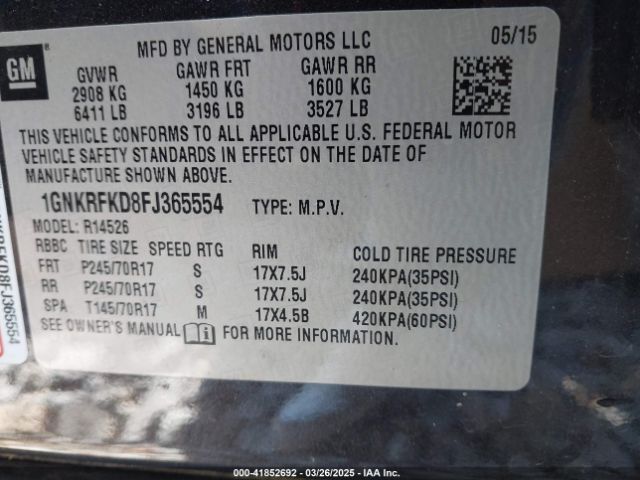 MFD BY GENERAL MOTORS LLC 05/15
GM
GVWR GAWR FRT GAWR RR
2908 KG 1450 KG 1600 KG
6411 LB 3196 LB 3527 LB
THIS VEHICLE CONFORMS TO ALL APPLICABLE U.S. FEDERAL MOTOR
VEHICLE SAFETY STANDARDS IN EFFECT ON THE DATE OF
MANUFACTURE SHOWN ABOVE.
1GNKRFKD8FJ365554 TYPE: M.P.V.
MODEL: R14526
RBBC TIRE SIZE SPEED RTG RIM COLD TIRE PRESSURE
FRT P245/70R17 S 17X7.5J 240KPA(35PSI)
RR P245/70R17 S 17X7.5J 240KPA(35PSI)
SPA T145/70R17 M 17X4.5B 420KPA(60PSI)
SEE OWNER'S MANUAL FOR MORE INFORMATION.
000-41852692 - 03/26/2025 - IAA Inc.